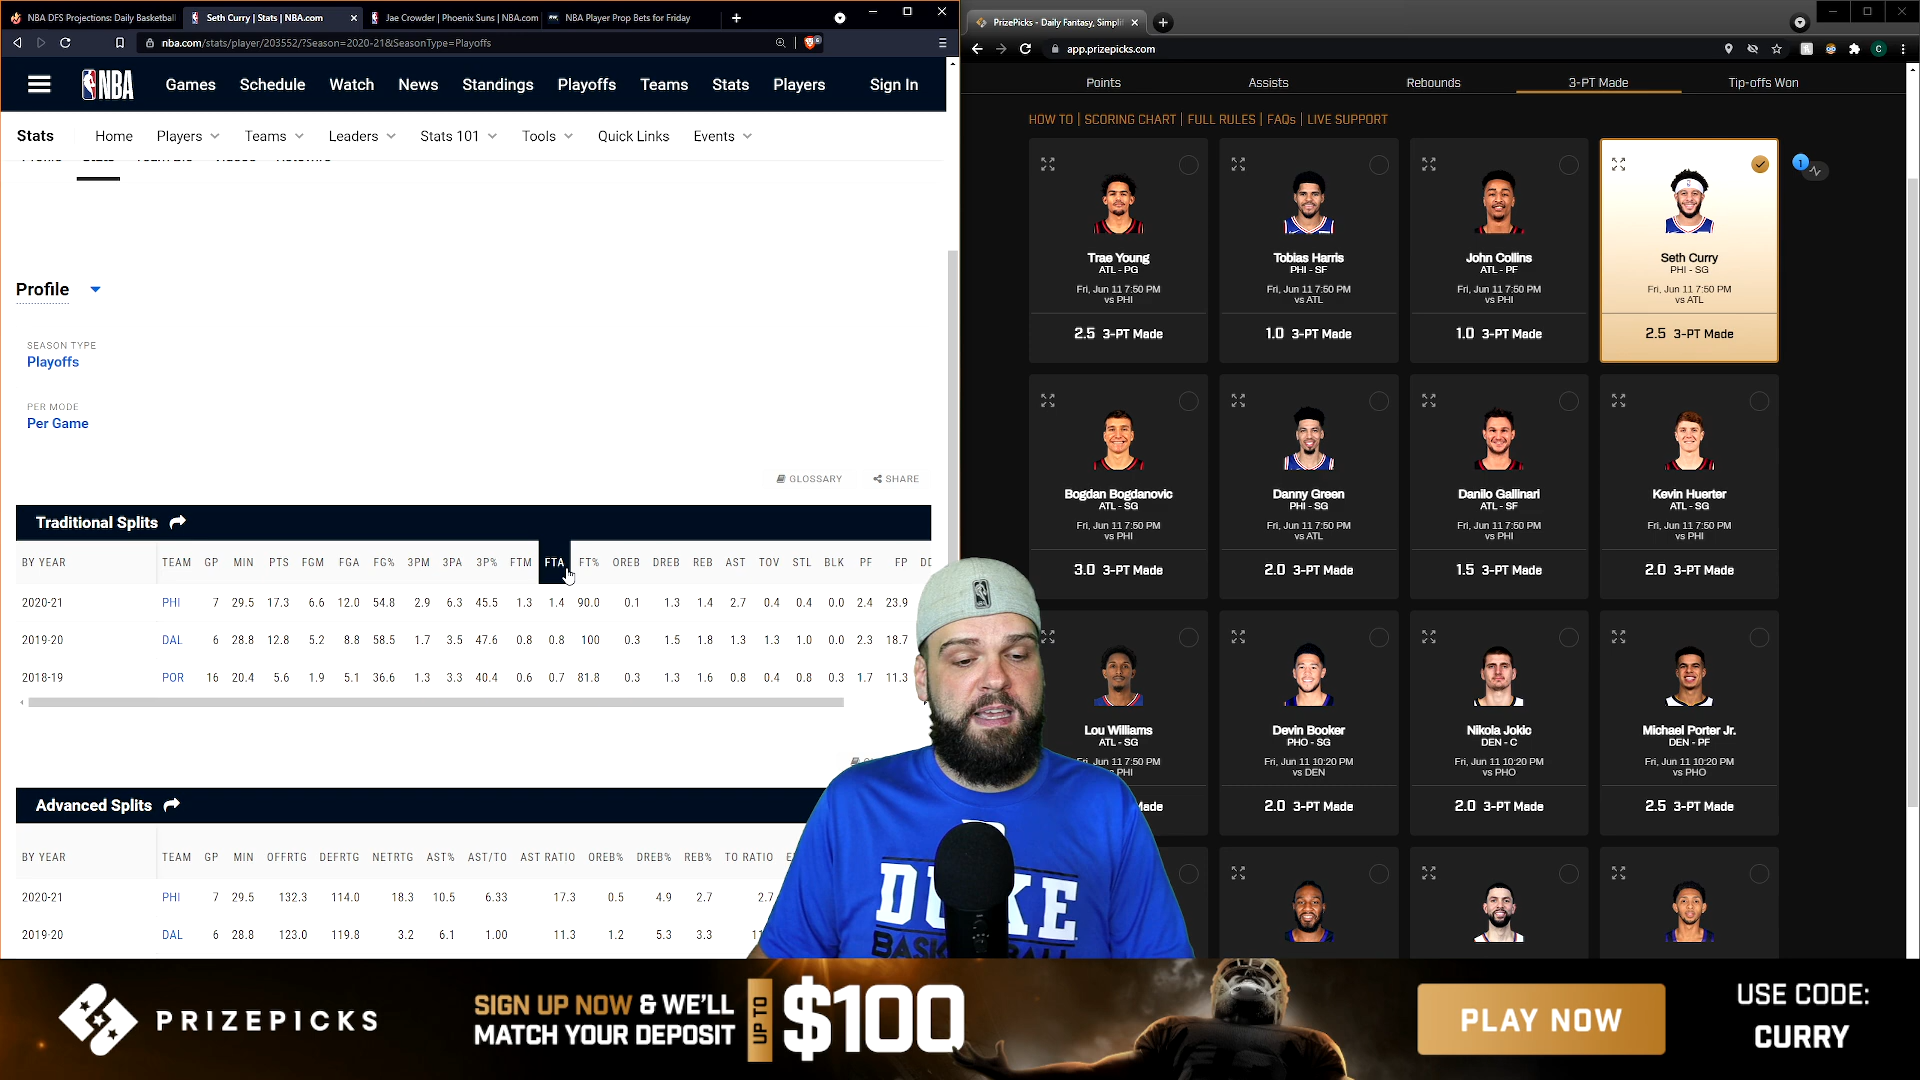 NBA DFS Projections: Daily Basketball
Seth Curry | Stats | NBA.com
Jae Crowder | Phoenix Suns | NBA.com
NBA Player Prop Bets for Friday
nba.com/stats/player/203552/?Season=2020-21&SeasonType=Playoffs
NBA Games Schedule Watch News Standings Playoffs Teams Stats Players Sign In
Stats Home Players Teams Leaders Stats 101 Tools Quick Links Events
Profile
SEASON TYPE
Playoffs
PER MODE
Per Game
GLOSSARY SHARE
Traditional Splits
BY YEAR TEAM GP MIN PTS FGM FGA FG% 3PM 3PA 3P% FTM FTA FT% OREB DREB REB AST TOV STL BLK PF FP DD
2020-21 PHI 7 29.5 17.3 6.6 12.0 54.8 2.9 6.3 45.5 1.3 1.4 90.0 0.1 1.3 1.4 2.7 0.4 0.4 0.0 2.4 23.9
2019-20 DAL 6 28.8 12.8 5.2 8.8 58.5 1.7 3.5 47.6 0.8 0.8 100 0.3 1.5 1.8 1.3 1.3 1.0 0.0 2.3 18.7
2018-19 POR 16 20.4 5.6 1.9 5.1 36.6 1.3 3.3 40.4 0.6 0.7 81.8 0.3 1.3 1.6 0.8 0.4 0.8 0.3 1.7 11.3
Advanced Splits
BY YEAR TEAM GP MIN OFFRTG DEFRTG NETRTG AST% AST/TO AST RATIO OREB% DREB% REB% TO RATIO
2020-21 PHI 7 29.5 132.3 114.0 18.3 10.5 6.33 17.3 0.5 4.9 2.7 2.7
2019-20 DAL 6 28.8 123.0 119.8 3.2 6.1 1.00 11.3 1.2 5.3 3.3
PrizePicks - Daily Fantasy, Simpli
app.prizepicks.com
C
Points Assists Rebounds 3-PT Made Tip-offs Won
HOW TO | SCORING CHART | FULL RULES | FAQs | LIVE SUPPORT
1
Trae Young
ATL - PG
Fri, Jun 11 7:50 PM
vs PHI
2.5 3-PT Made
Tobias Harris
PHI - SF
Fri, Jun 11 7:50 PM
vs ATL
1.0 3-PT Made
John Collins
ATL - PF
Fri, Jun 11 7:50 PM
vs PHI
1.0 3-PT Made
Seth Curry
PHI - SG
Fri, Jun 11 7:50 PM
vs ATL
2.5 3-PT Made
Bogdan Bogdanovic
ATL - SG
Fri, Jun 11 7:50 PM
vs PHI
3.0 3-PT Made
Danny Green
PHI - SG
Fri, Jun 11 7:50 PM
vs ATL
2.0 3-PT Made
Danilo Gallinari
ATL - SF
Fri, Jun 11 7:50 PM
vs PHI
1.5 3-PT Made
Kevin Huerter
ATL - SG
Fri, Jun 11 7:50 PM
vs PHI
2.0 3-PT Made
Lou Williams
ATL - SG
Fri, Jun 11 7:50 PM
vs PHI
Made
Devin Booker
PHO - SG
Fri, Jun 11 10:20 PM
vs DEN
2.0 3-PT Made
Nikola Jokic
DEN - C
Fri, Jun 11 10:20 PM
vs PHO
2.0 3-PT Made
Michael Porter Jr.
DEN - PF
Fri, Jun 11 10:20 PM
vs PHO
2.5 3-PT Made
DUKE
BASKETBALL
PRIZEPICKS
SIGN UP NOW & WE'LL
MATCH YOUR DEPOSIT
UP TO
$100
PLAY NOW
USE CODE:
CURRY